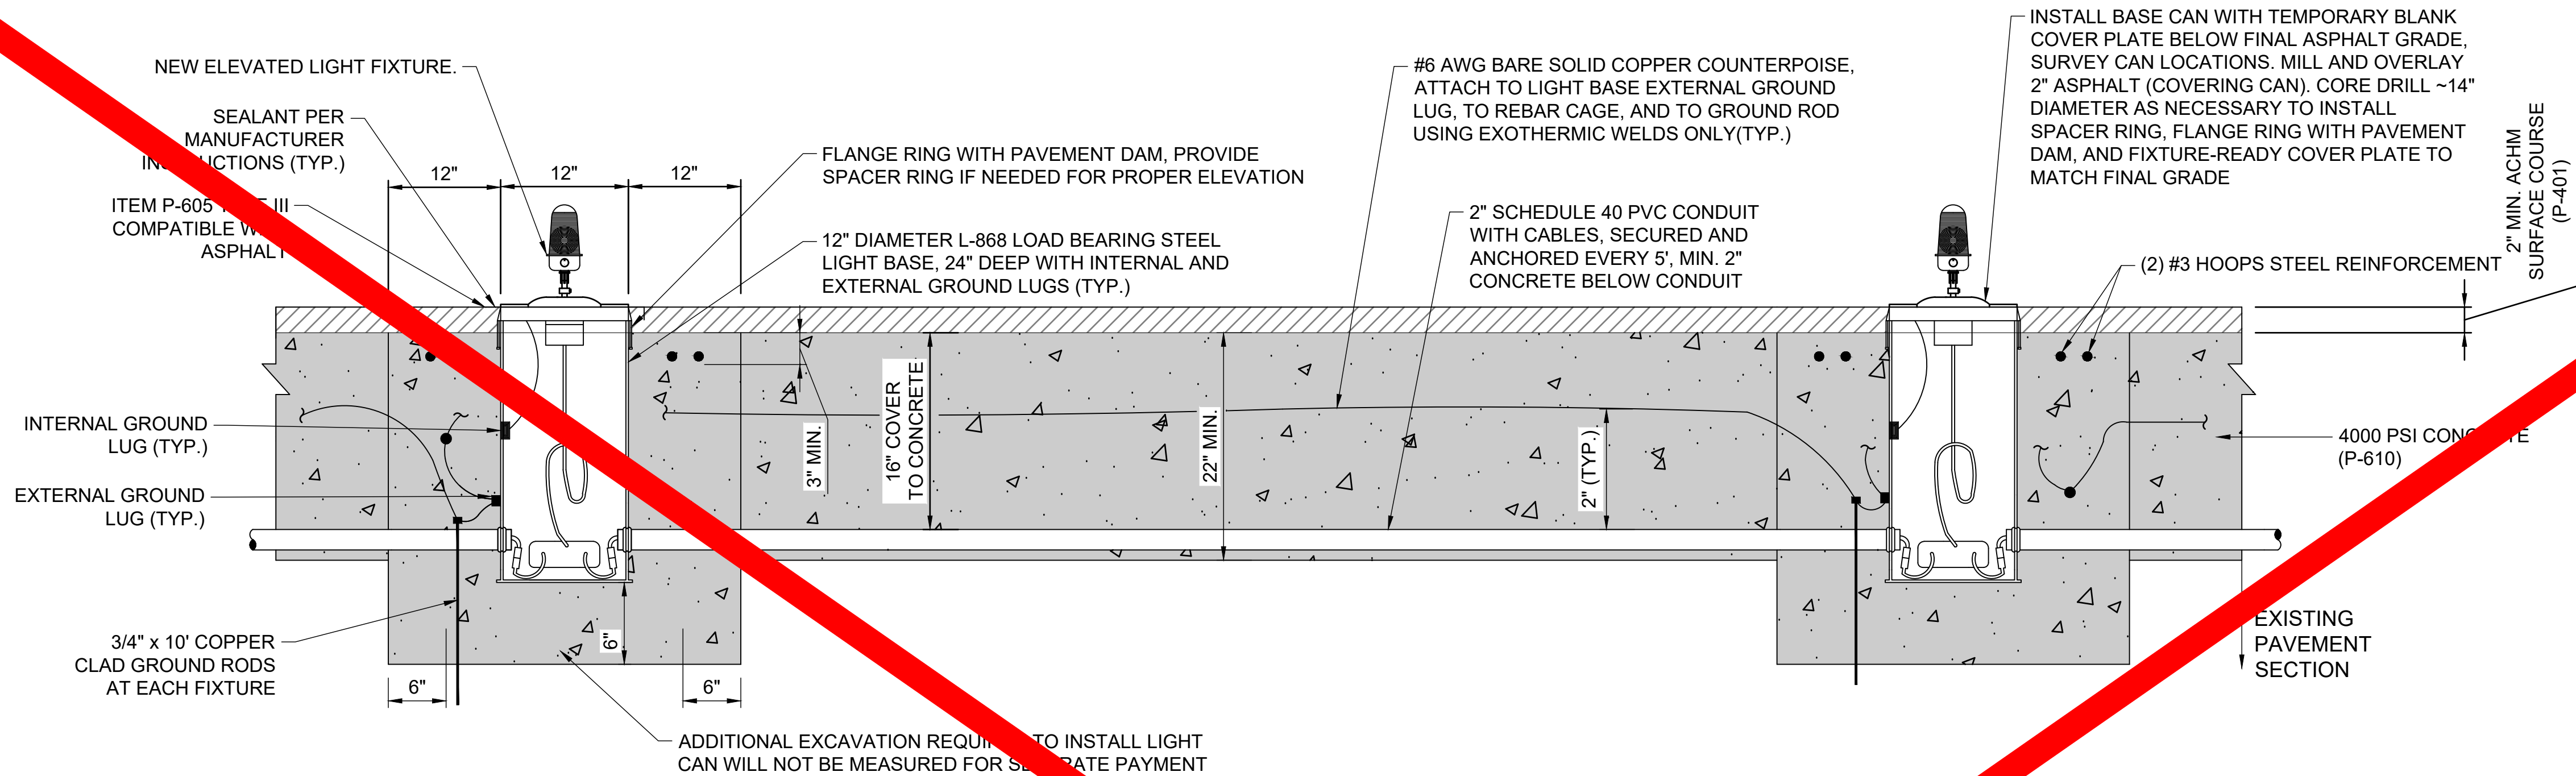 NEW ELEVATED LIGHT FIXTURE.
SEALANT PER
MANUFACTURER
INSTRUCTIONS (TYP.)
ITEM P-605 III
COMPATIBLE
ASPHALT
12"
12"
12"
FLANGE RING WITH PAVEMENT DAM, PROVIDE
SPACER RING IF NEEDED FOR PROPER ELEVATION
12" DIAMETER L-868 LOAD BEARING STEEL
LIGHT BASE, 24" DEEP WITH INTERNAL AND
EXTERNAL GROUND LUGS (TYP.)
#6 AWG BARE SOLID COPPER COUNTERPOISE,
ATTACH TO LIGHT BASE EXTERNAL GROUND
LUG, TO REBAR CAGE, AND TO GROUND ROD
USING EXOTHERMIC WELDS ONLY(TYP.)
2" SCHEDULE 40 PVC CONDUIT
WITH CABLES, SECURED AND
ANCHORED EVERY 5', MIN. 2"
CONCRETE BELOW CONDUIT
INSTALL BASE CAN WITH TEMPORARY BLANK
COVER PLATE BELOW FINAL ASPHALT GRADE,
SURVEY CAN LOCATIONS. MILL AND OVERLAY
2" ASPHALT (COVERING CAN). CORE DRILL ~14"
DIAMETER AS NECESSARY TO INSTALL
SPACER RING, FLANGE RING WITH PAVEMENT
DAM, AND FIXTURE-READY COVER PLATE TO
MATCH FINAL GRADE
2" MIN. ACHM
SURFACE COURSE
(P-401)
(2) #3 HOOPS STEEL REINFORCEMENT
INTERNAL GROUND
LUG (TYP.)
EXTERNAL GROUND
LUG (TYP.)
3" MIN.
16" COVER
TO CONCRETE
22" MIN.
2" (TYP.)
4000 PSI CONCRETE
(P-610)
3/4" x 10' COPPER
CLAD GROUND RODS
AT EACH FIXTURE
6"
6"
6"
EXISTING
PAVEMENT
SECTION
ADDITIONAL EXCAVATION REQUIRED TO INSTALL LIGHT
CAN WILL NOT BE MEASURED FOR SEPARATE PAYMENT